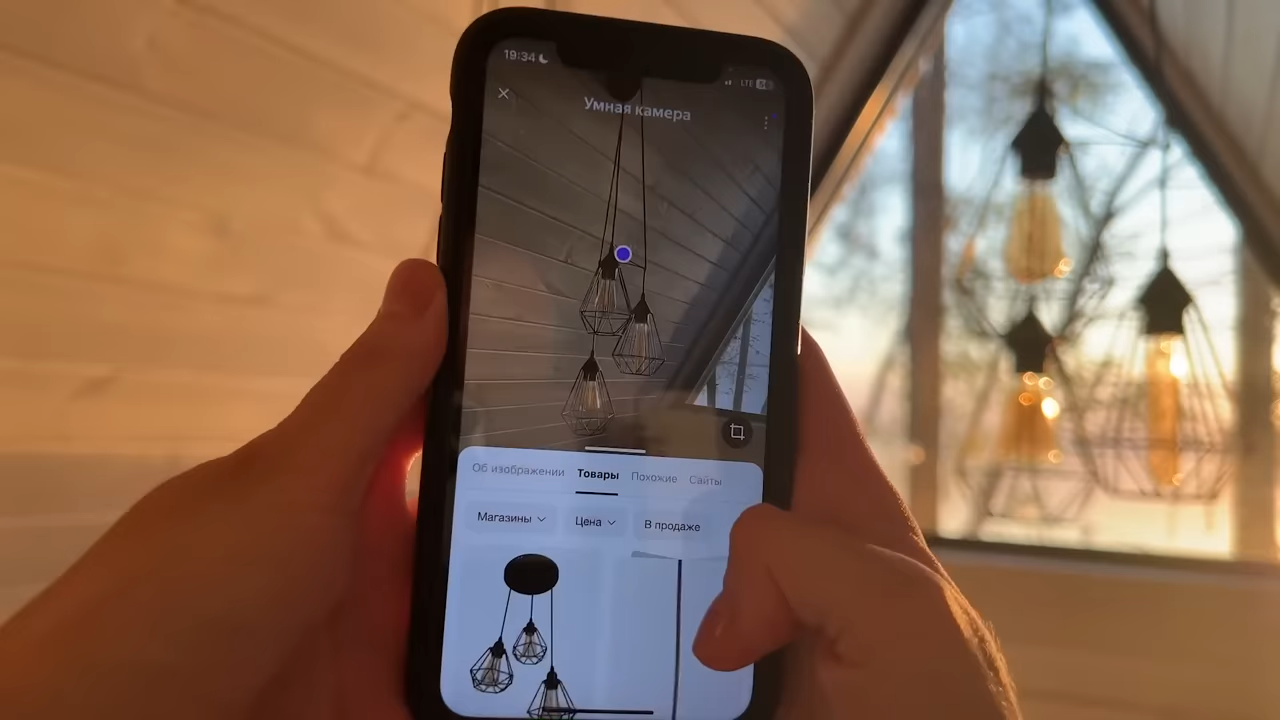 19:34
LTE
Умная камера
Об изображении Товары Похожие Сайты
Магазины Цена В продаже